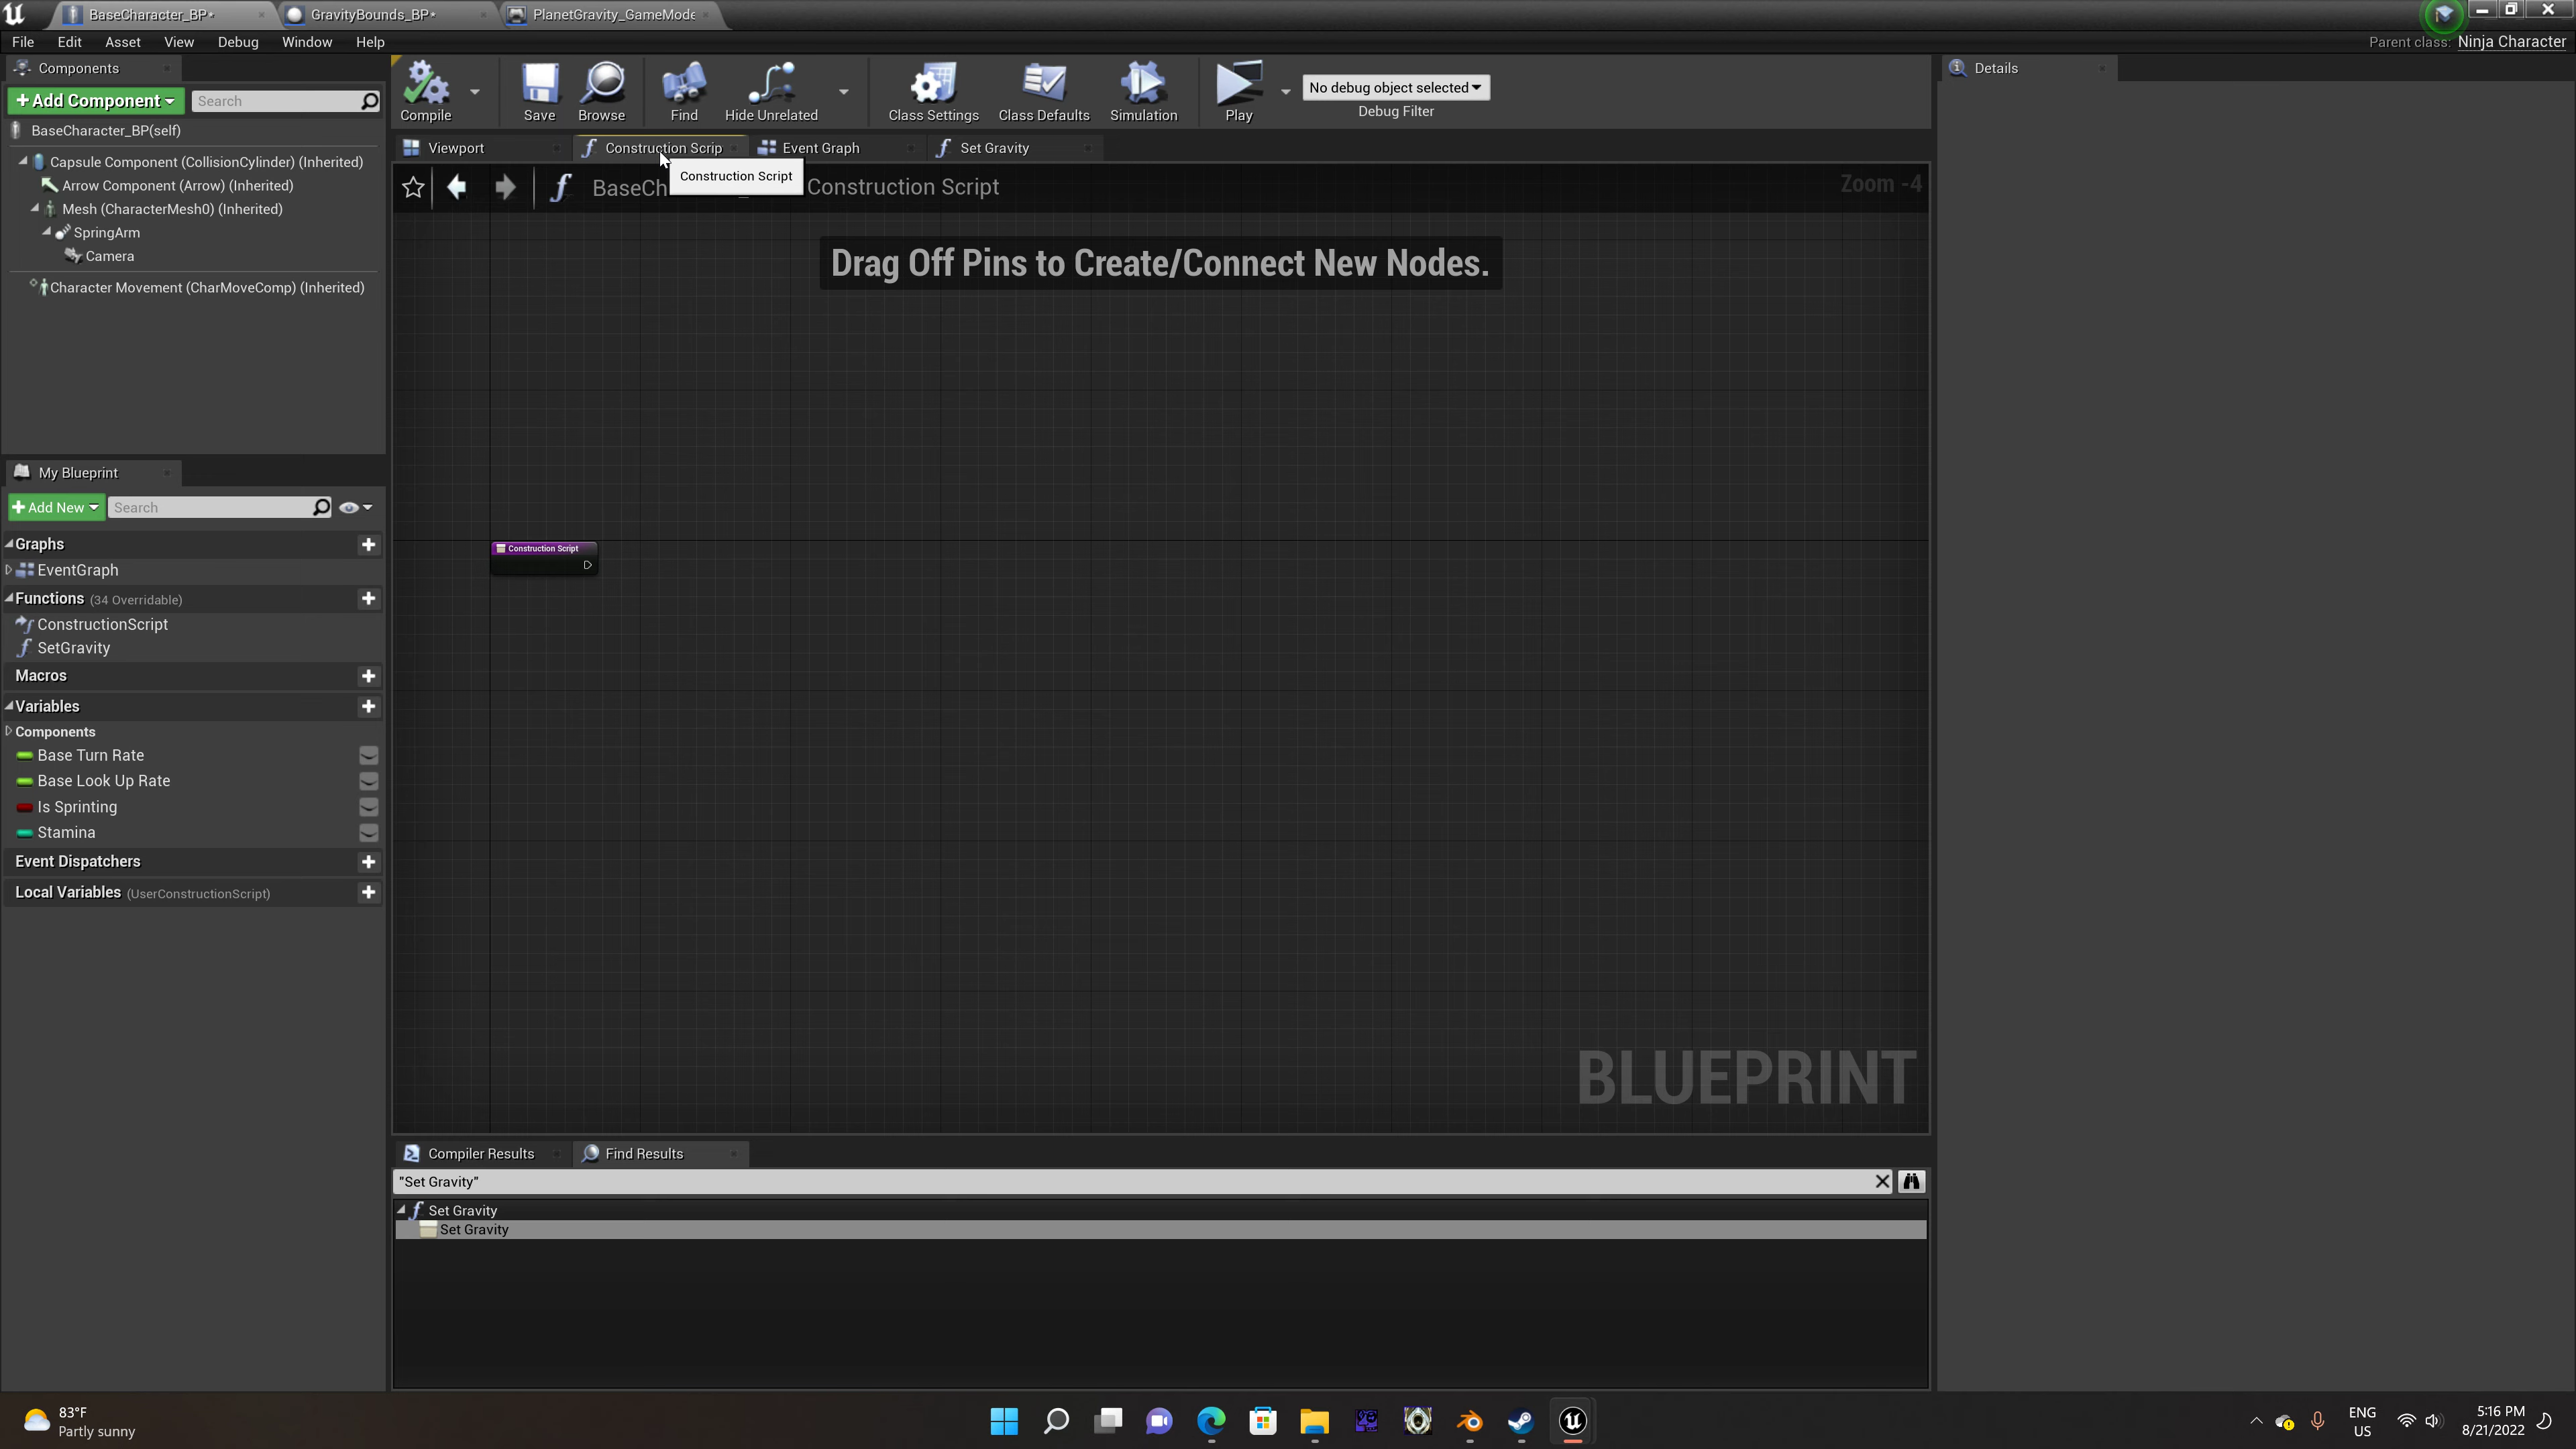 BaseCharacter_BP*
GravityBounds_BP*
PlanetGravity_GameMode
File Edit Asset View Debug Window Help
Parent class: Ninja Character
Components
+ Add Component
Search
BaseCharacter_BP(self)
Capsule Component (CollisionCylinder) (Inherited)
Arrow Component (Arrow) (Inherited)
Mesh (CharacterMesh0) (Inherited)
SpringArm
Camera
Character Movement (CharMoveComp) (Inherited)
My Blueprint
+ Add New
Search
Graphs
EventGraph
Functions (34 Overridable)
ConstructionScript
SetGravity
Macros
Variables
Components
Base Turn Rate
Base Look Up Rate
Is Sprinting
Stamina
Event Dispatchers
Local Variables (UserConstructionScript)
Compile
Save
Browse
Find
Hide Unrelated
Class Settings
Class Defaults
Simulation
Play
No debug object selected
Debug Filter
Viewport
Construction Scrip
Event Graph
Set Gravity
Construction Script
BaseCh
Construction Script
Zoom -4
Drag Off Pins to Create/Connect New Nodes.
Construction Script
BLUEPRINT
Compiler Results
Find Results
"Set Gravity"
Set Gravity
Set Gravity
Details
83°F
Partly sunny
ENG
US
5:16 PM
8/21/2022